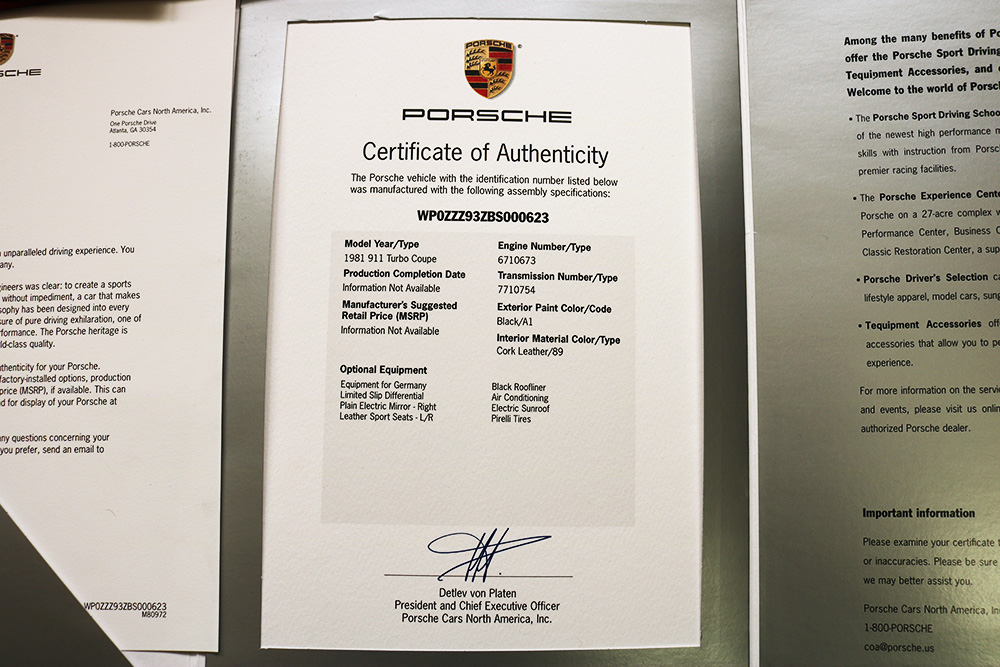 SCHE
Porsche Cars North America, Inc.
One Porsche Drive
Atlanta, GA 30354
1-800-PORSCHE
unparalleled driving experience. You
any.
gineers was clear: to create a sports
without impediment, a car that makes
sophy has been designed into every
sure of pure driving exhilaration, one of
formance. The Porsche heritage is
ld-class quality.
uthenticity for your Porsche.
factory-installed options, production
price (MSRP), if available. This can
d for display of your Porsche at
ny questions concerning your
you prefer, send an email to
WP0ZZZ93ZBS000623
M80972
PORSCHE
PORSCHE
Certificate of Authenticity
The Porsche vehicle with the identification number listed below
was manufactured with the following assembly specifications:
WP0ZZZ93ZBS000623
Model Year/Type
1981 911 Turbo Coupe
Production Completion Date
Information Not Available
Manufacturer's Suggested
Retail Price (MSRP)
Information Not Available
Engine Number/Type
6710673
Transmission Number/Type
7710754
Exterior Paint Color/Code
Black/A1
Interior Material Color/Type
Cork Leather/89
Optional Equipment
Equipment for Germany
Limited Slip Differential
Plain Electric Mirror - Right
Leather Sport Seats - L/R
Black Roofliner
Air Conditioning
Electric Sunroof
Pirelli Tires
Detlev von Platen
President and Chief Executive Officer
Porsche Cars North America, Inc.
Among the many benefits of Po
offer the Porsche Sport Driving
Tequipment Accessories, and
Welcome to the world of Porsc
• The Porsche Sport Driving Schoo
of the newest high performance m
skills with instruction from Porsc
premier racing facilities.
• The Porsche Experience Cente
Porsche on a 27-acre complex w
Performance Center, Business C
Classic Restoration Center, a sup
• Porsche Driver's Selection ca
lifestyle apparel, model cars, sung
• Tequipment Accessories off
accessories that allow you to pe
experience.
For more information on the servic
and events, please visit us onlin
authorized Porsche dealer.
Important information
Please examine your certificate t
or inaccuracies. Please be sure
we may better assist you.
Porsche Cars North America, In
1-800-PORSCHE
coa@porsche.us